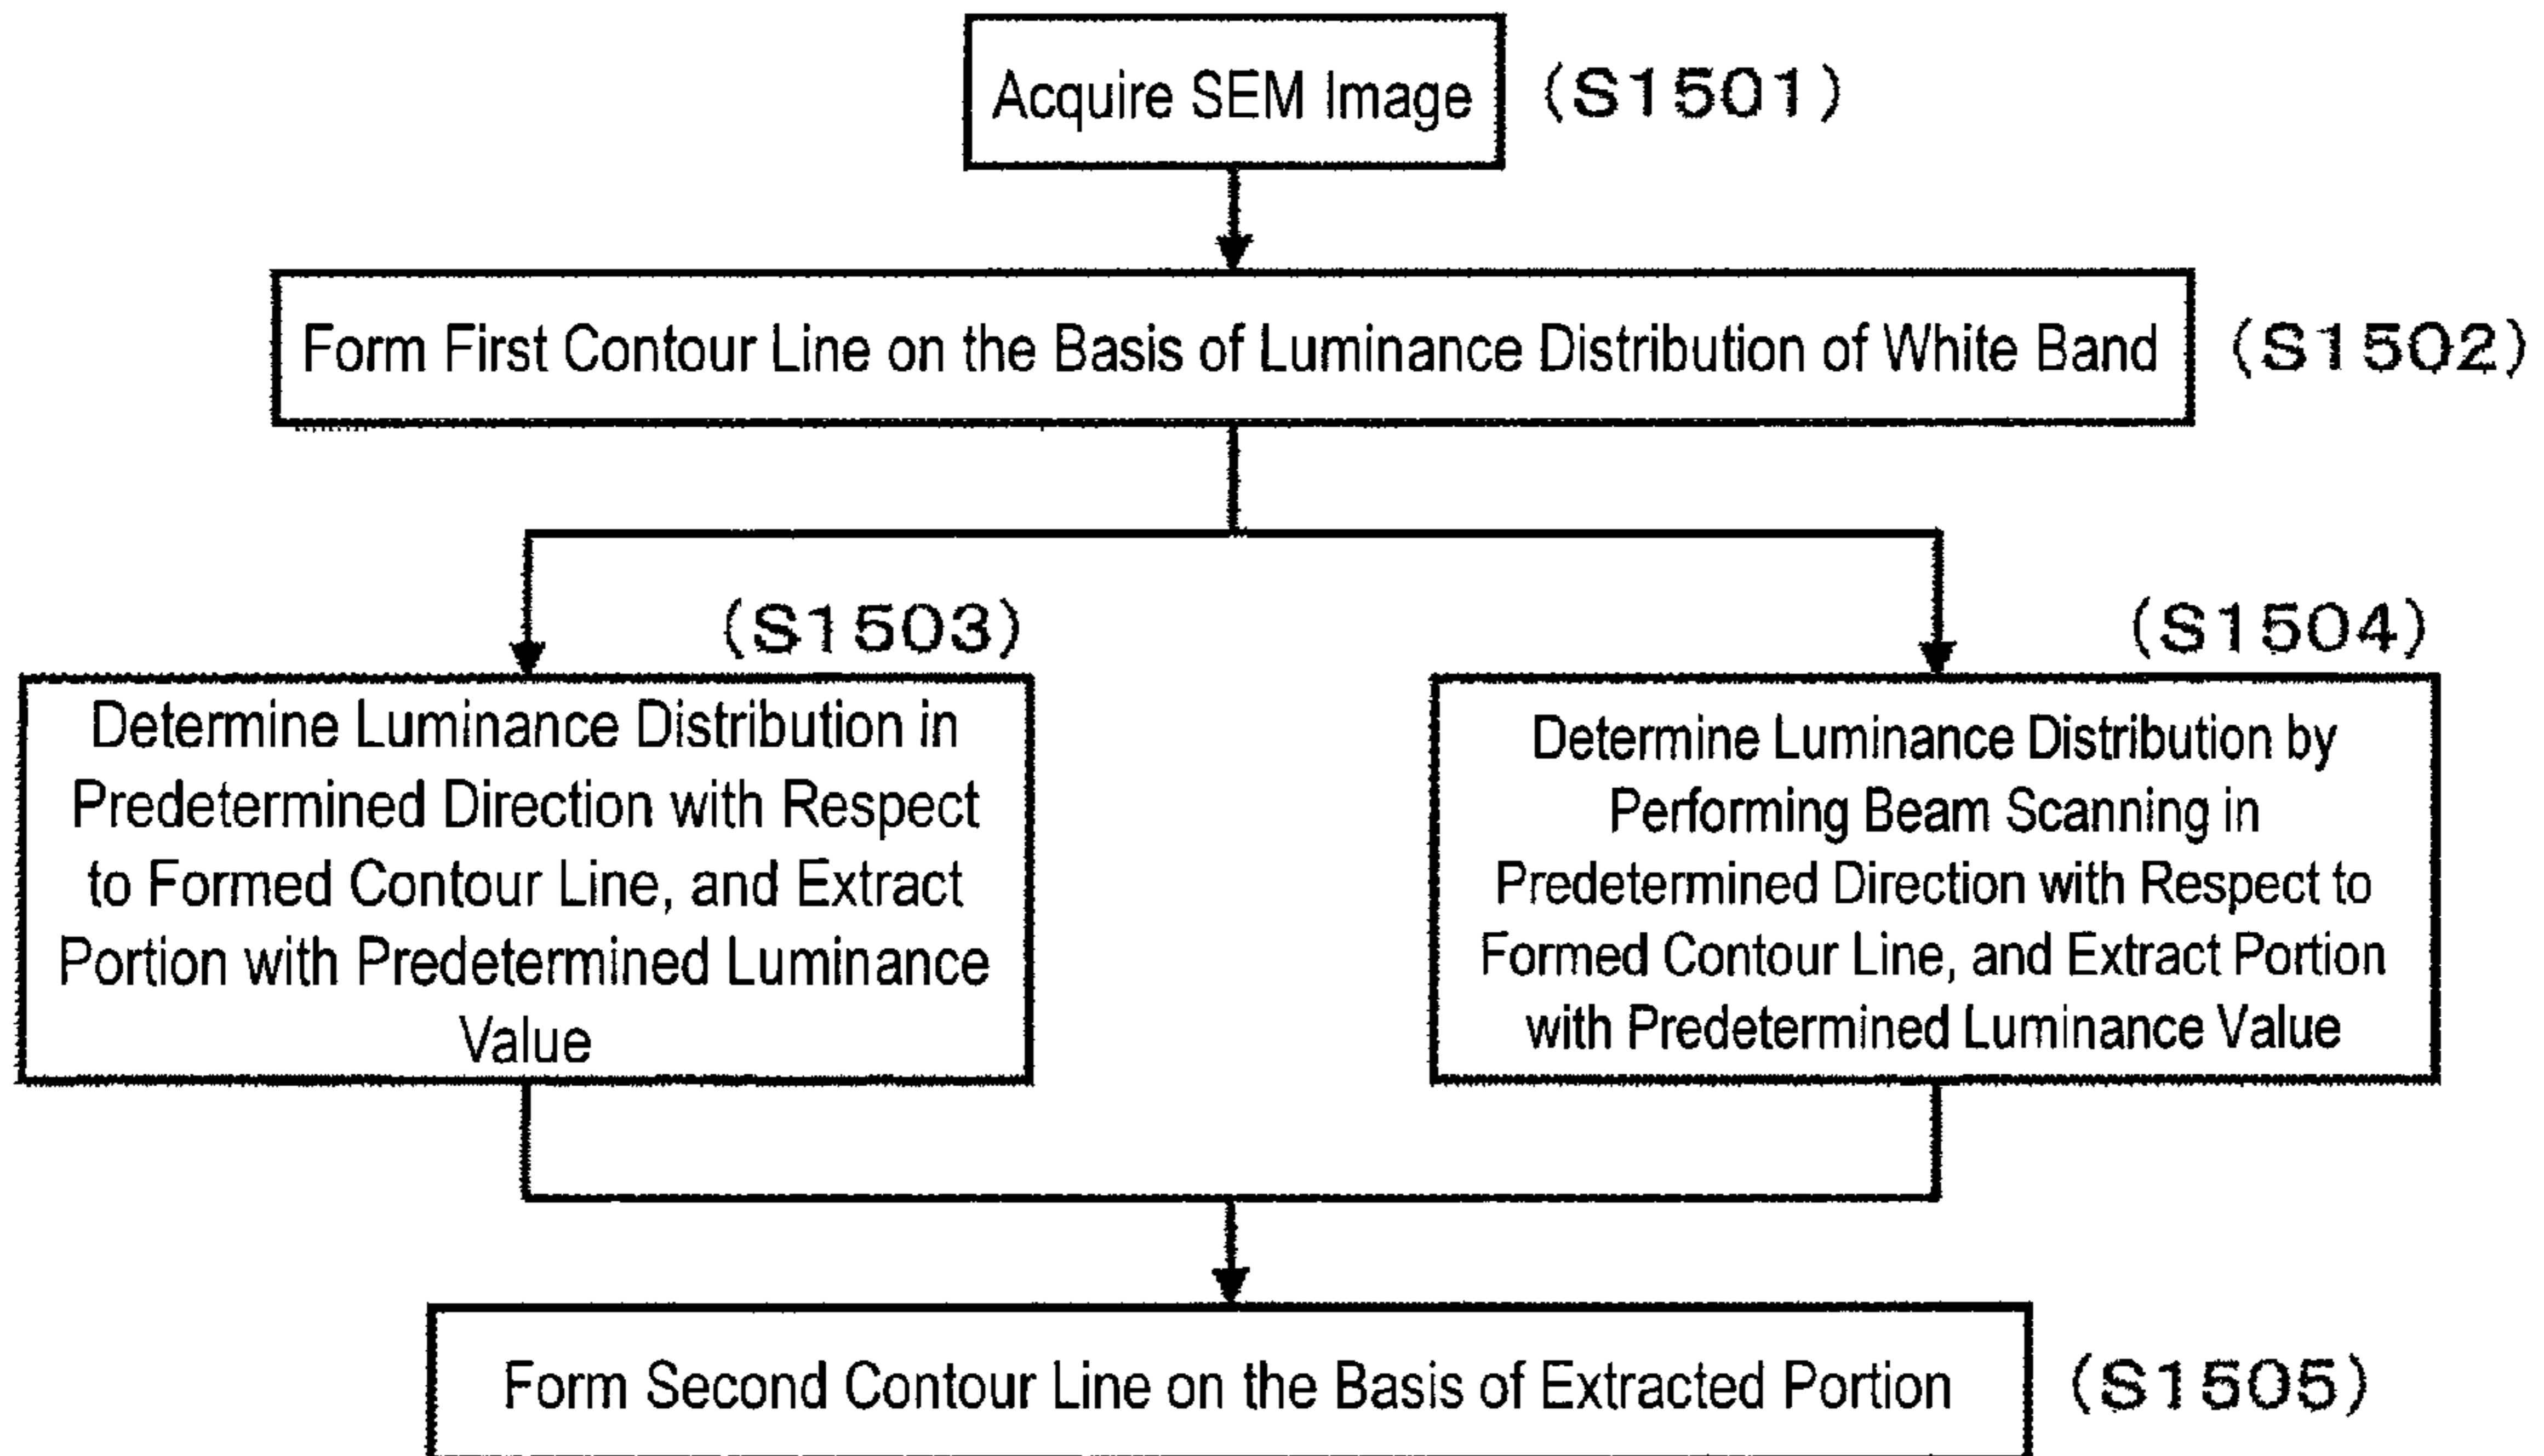 Acquire SEM Image
(S1501)
Form First Contour Line on the Basis of Luminance Distribution of White Band
(S1502)
(S1503)
Determine Luminance Distribution in
Predetermined Direction with Respect
to Formed Contour Line, and Extract
Portion with Predetermined Luminance
Value
(S1504)
Determine Luminance Distribution by
Performing Beam Scanning in
Predetermined Direction with Respect to
Formed Contour Line, and Extract Portion
with Predetermined Luminance Value
Form Second Contour Line on the Basis of Extracted Portion
(S1505)